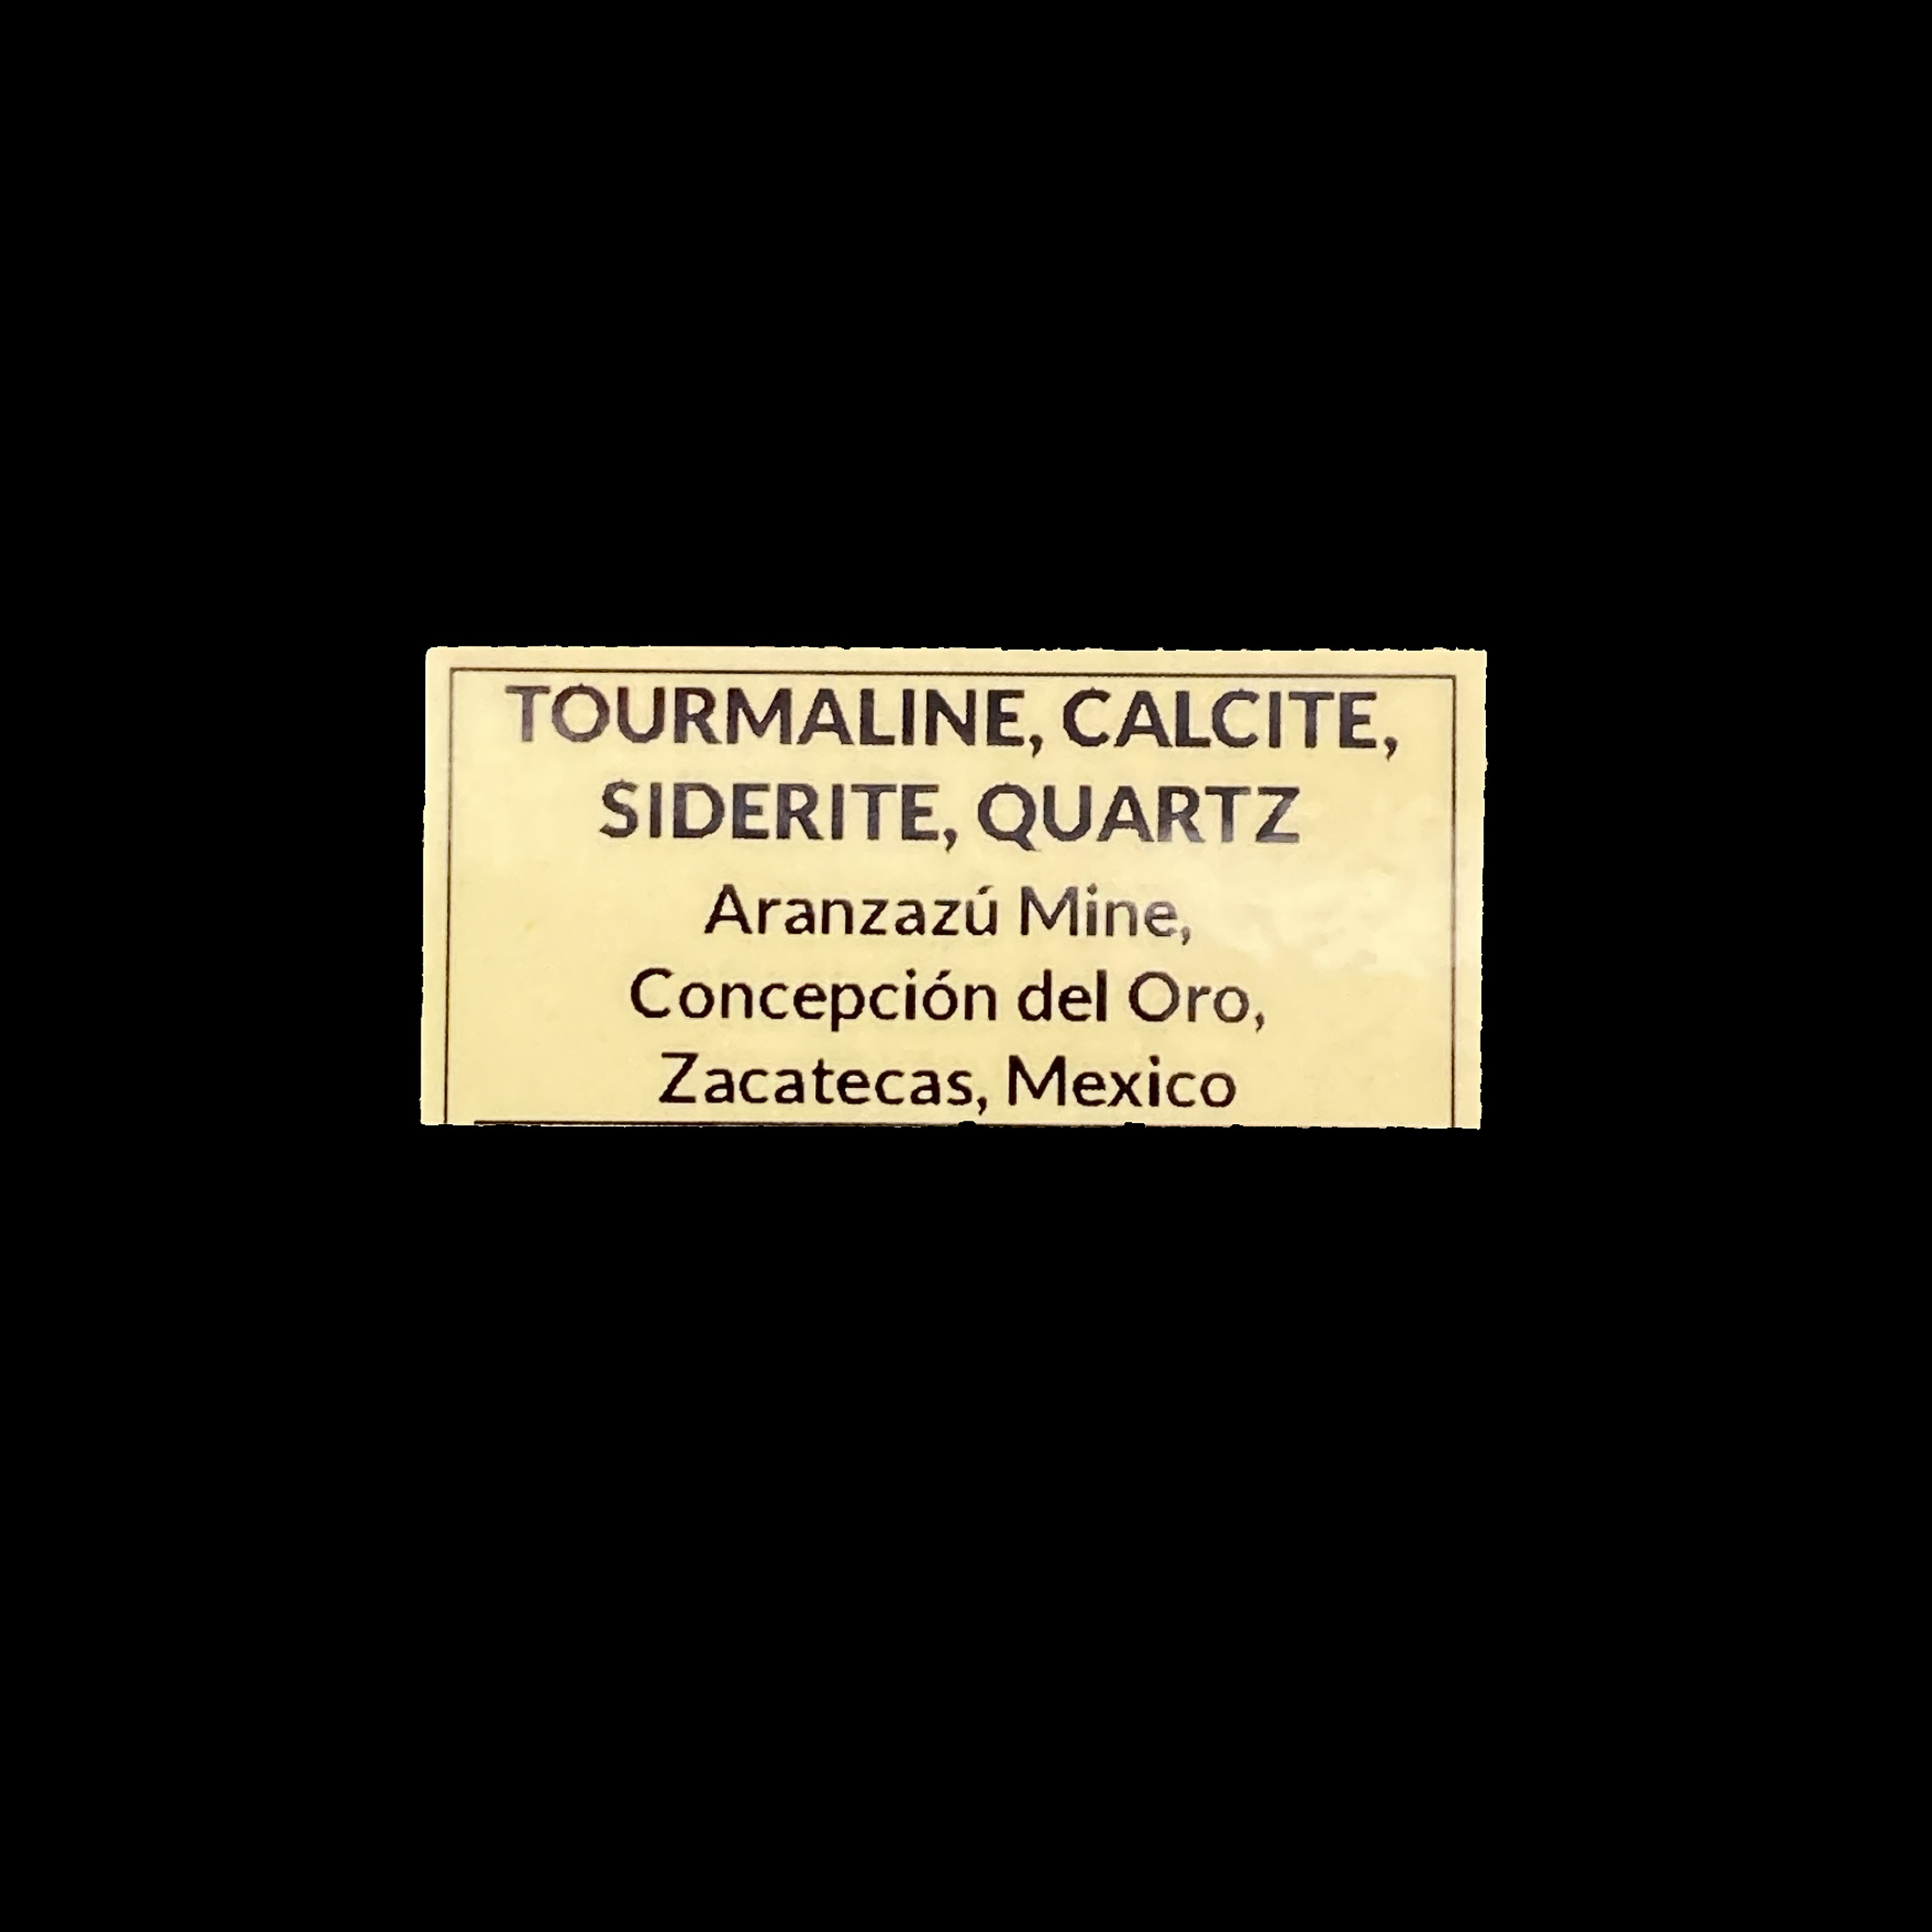 TOURMALINE, CALCITE,
SIDERITE, QUARTZ
Aranzazú Mine,
Concepción del Oro,
Zacatecas, Mexico